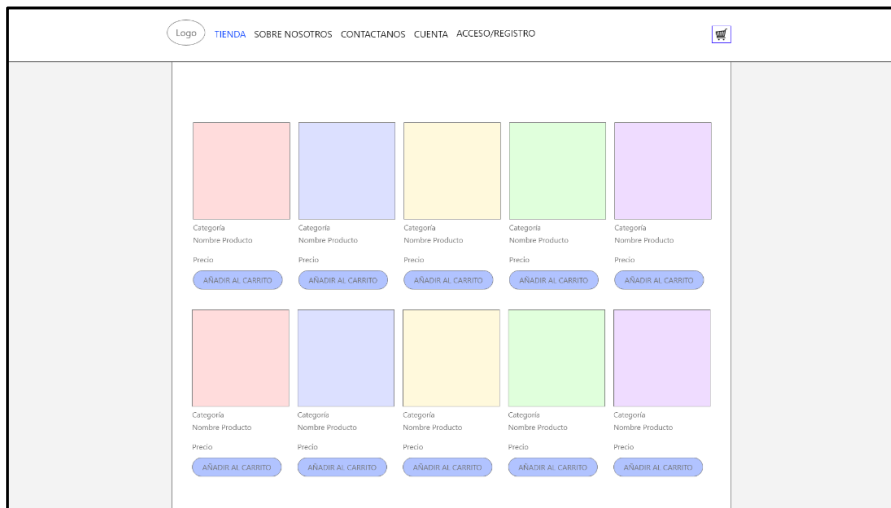 Logo TIENDA SOBRE NOSOTROS CONTACTANOS CUENTA ACCESO/REGISTRO
Categoría Categoría Categoría Categoría Categoría
Nombre Producto Nombre Producto Nombre Producto Nombre Producto Nombre Producto
Precio Precio Precio Precio Precio
AÑADIR AL CARRITO AÑADIR AL CARRITO AÑADIR AL CARRITO AÑADIR AL CARRITO AÑADIR AL CARRITO
Categoría Categoría Categoría Categoría Categoría
Nombre Producto Nombre Producto Nombre Producto Nombre Producto Nombre Producto
Precio Precio Precio Precio Precio
AÑADIR AL CARRITO AÑADIR AL CARRITO AÑADIR AL CARRITO AÑADIR AL CARRITO AÑADIR AL CARRITO